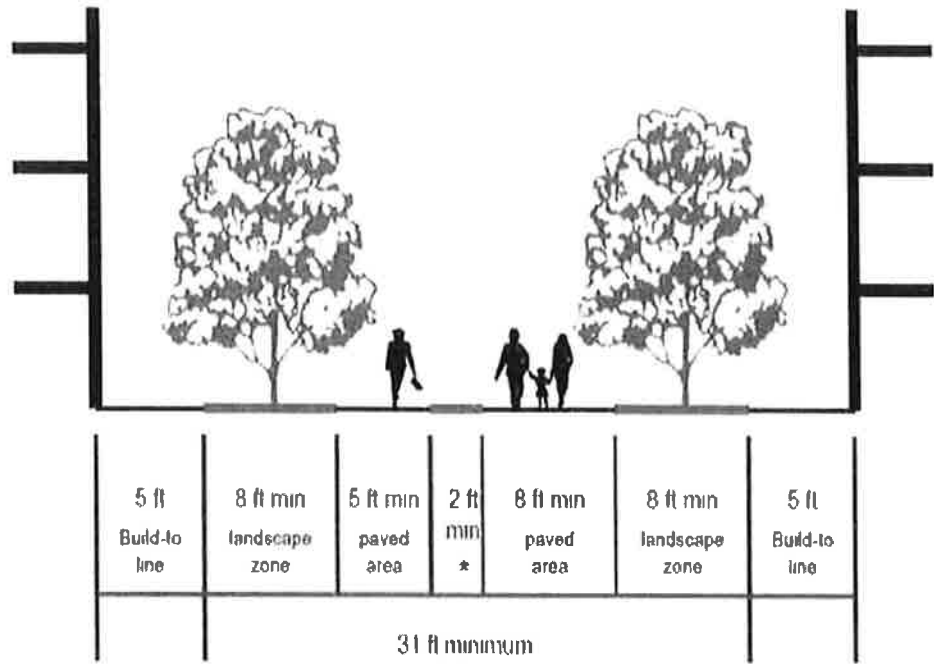 5 ft
Build-to
line
8 ft min
landscape
zone
5 ft min
paved
area
2 ft
min
*
8 ft min
paved
area
8 ft min
landscape
zone
5 ft
Build-to
line
31 ft minimum